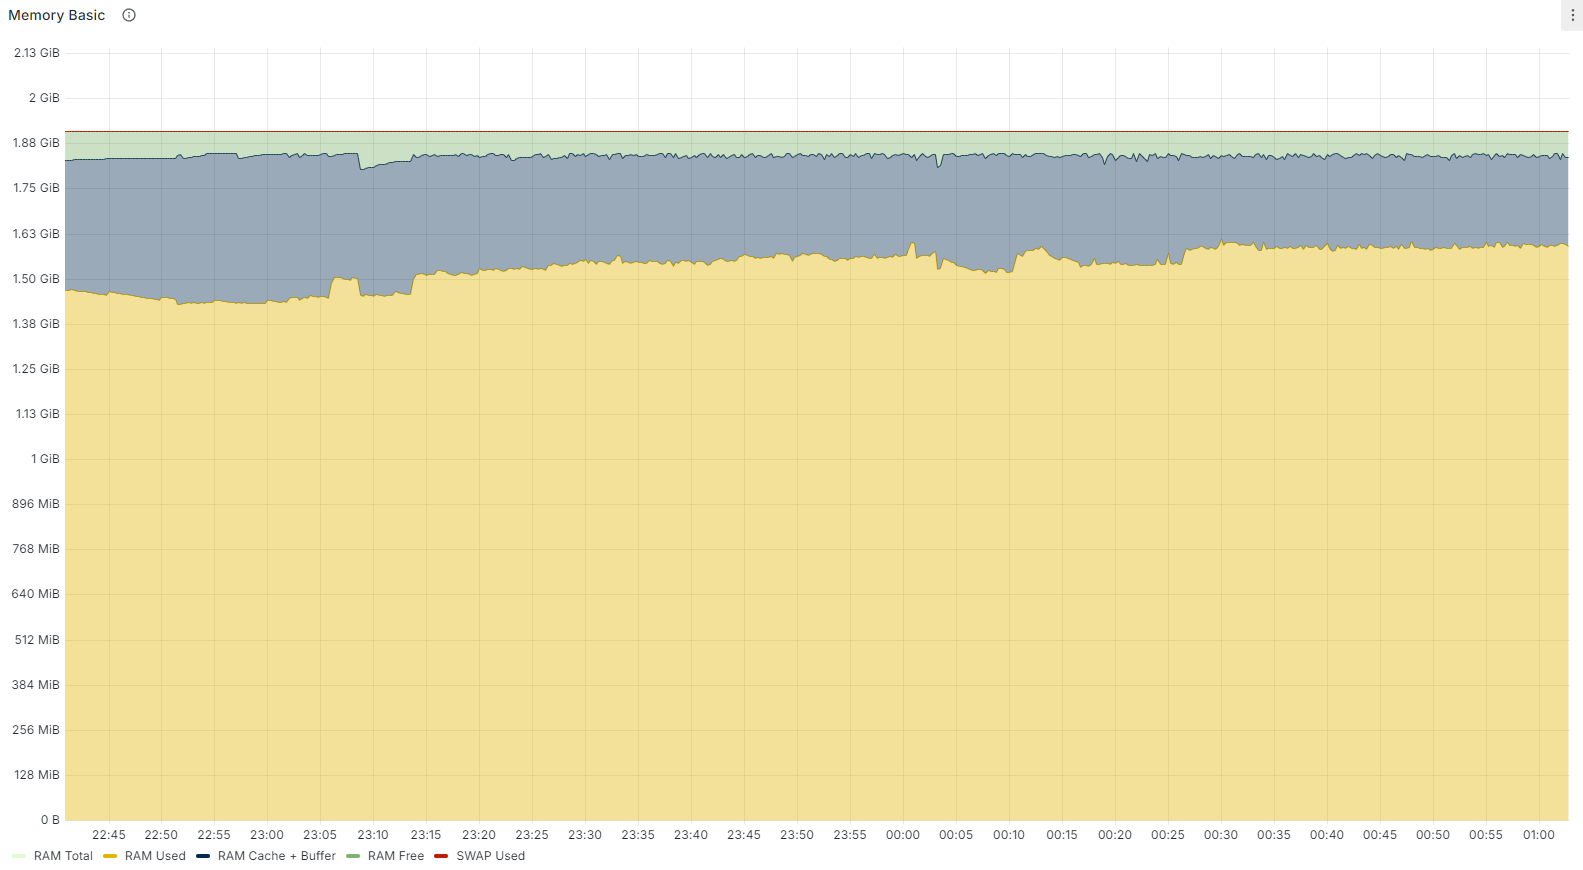 Memory Basic
2.13 GiB
2 GiB
1.88 GiB
1.75 GiB
1.63 GiB
1.50 GiB
1.38 GiB
1.25 GiB
1.13 GiB
1 GiB
896 MiB
768 MiB
640 MiB
512 MiB
384 MiB
256 MiB
128 MiB
0 B
22:45 22:50 22:55 23:00 23:05 23:10 23:15 23:20 23:25 23:30 23:35 23:40 23:45 23:50 23:55 00:00 00:05 00:10 00:15 00:20 00:25 00:30 00:35 00:40 00:45 00:50 00:55 01:00
RAM Total RAM Used RAM Cache + Buffer RAM Free SWAP Used